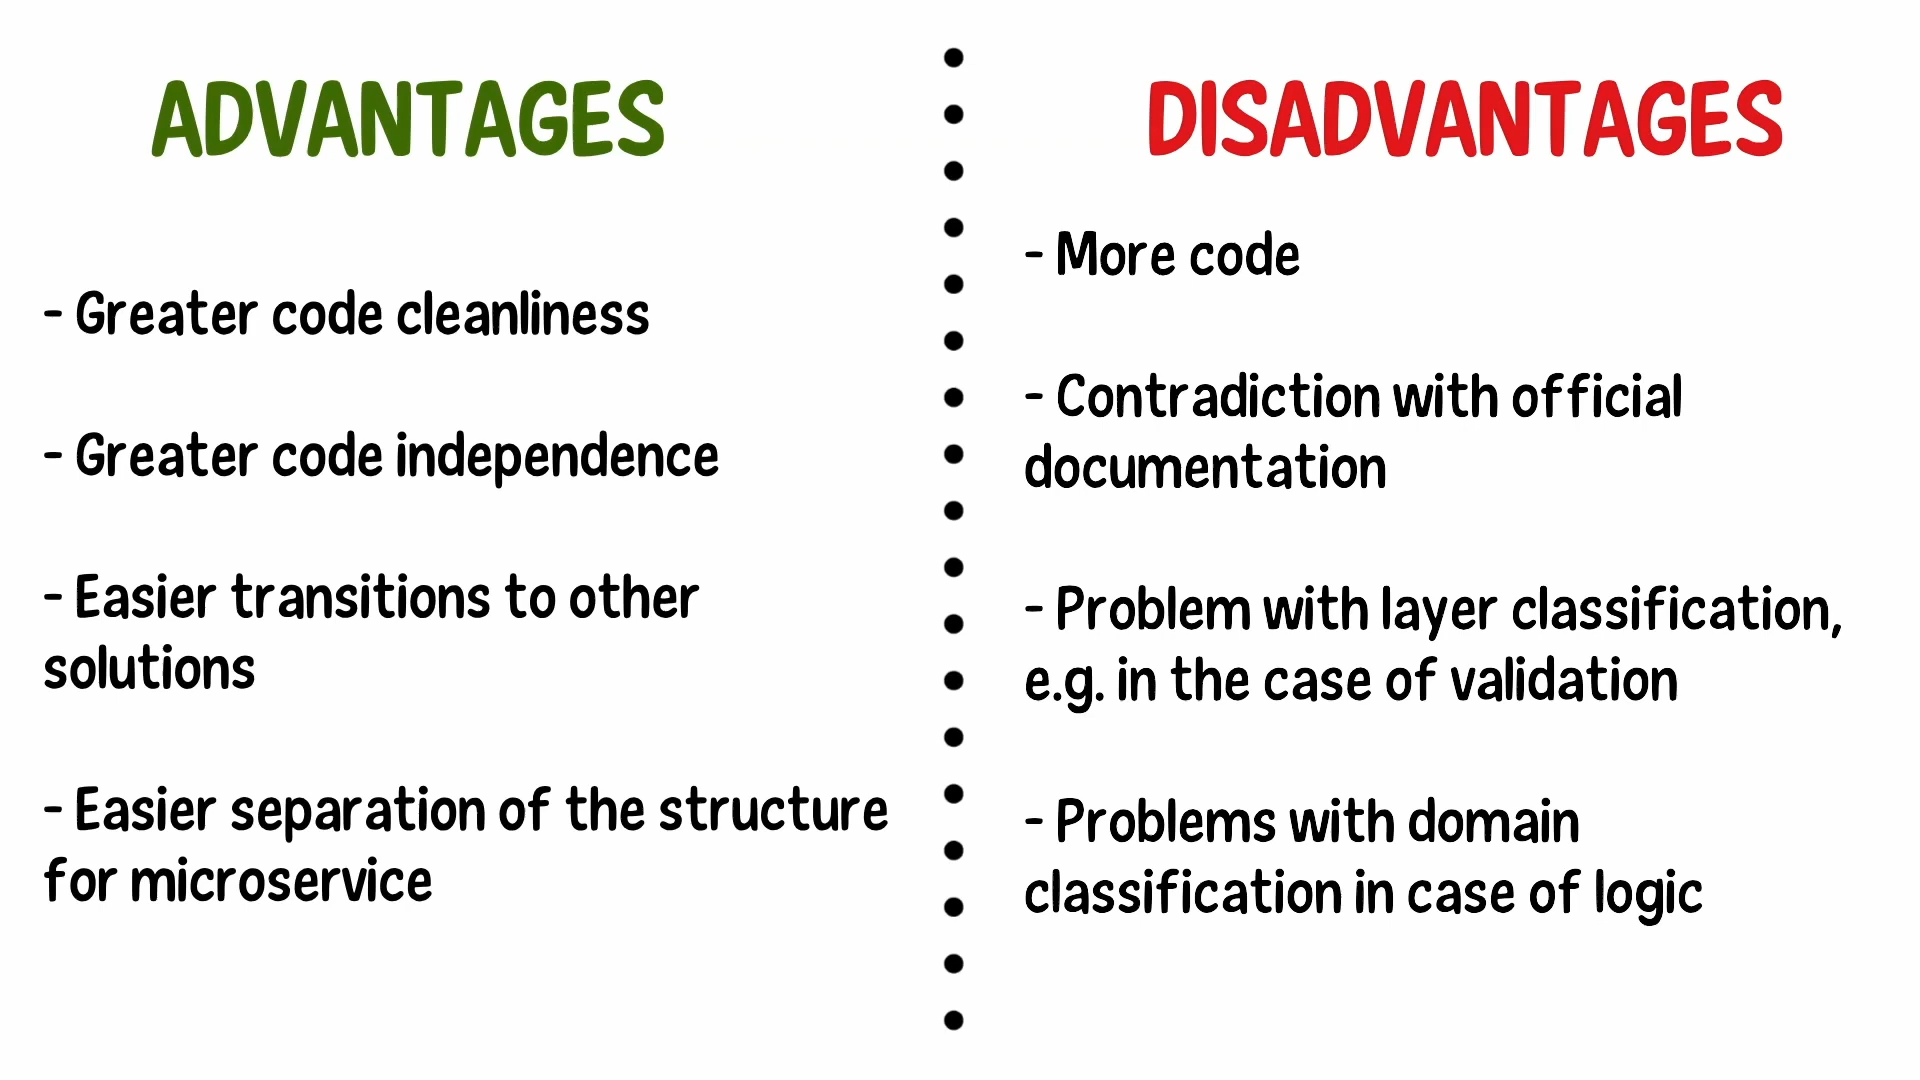 ADVANTAGES
- Greater code cleanliness
- Greater code independence
- Easier transitions to other
solutions
- Easier separation of the structure
for microservice
DISADVANTAGES
- More code
- Contradiction with official
documentation
- Problem with layer classification,
e.g. in the case of validation
- Problems with domain
classification in case of logic